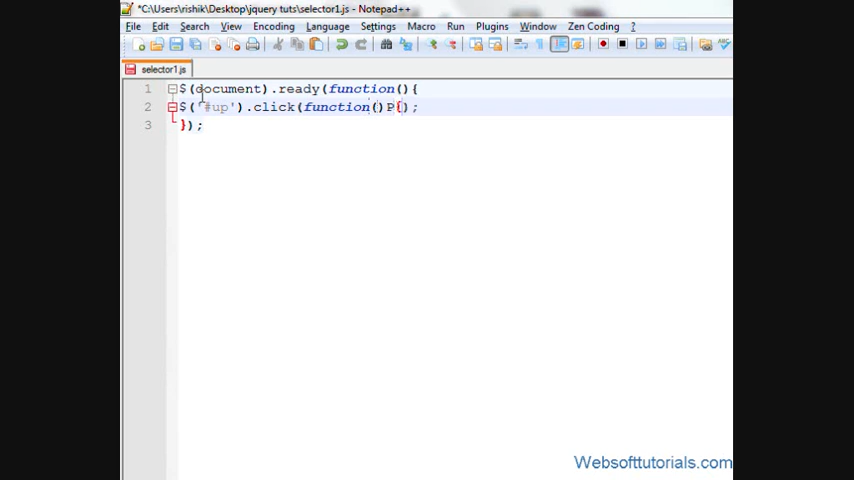 *C:\Users\rishik\Desktop\jquery tuts\selector1.js - Notepad++
File Edit Search View Encoding Language Settings Macro Run Plugins Window Zen Coding ?
selector1.js
1 $(document).ready(function(){
2 $('#up').click(function()P{);
3 });
Websofttutorials.com